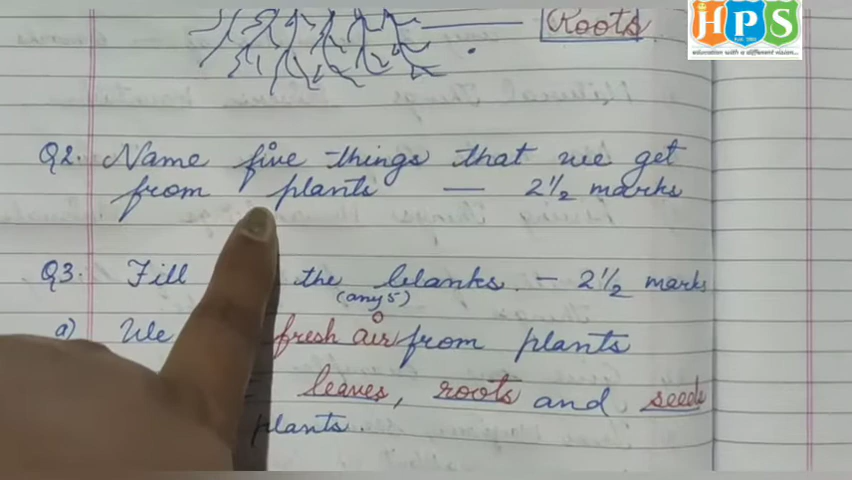 Roots
HPS
education with a different vision...
Q2. Name five things that we get
from plants — 2½ marks
Q3. Fill the blanks. — 2½ marks
(any 5)
a) We fresh air from plants
leaves, roots and seeds
plants.